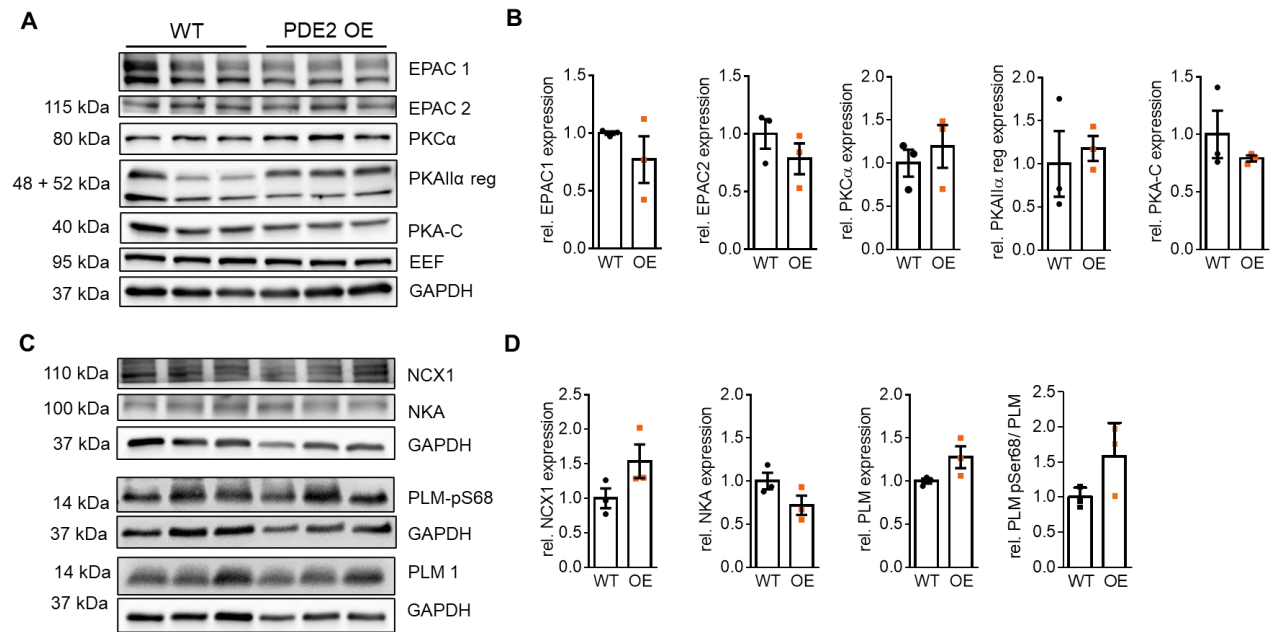 A
WT PDE2 OE
EPAC 1
115 kDa EPAC 2
80 kDa PKCα
48 + 52 kDa PKAIIα reg
40 kDa PKA-C
95 kDa EEF
37 kDa GAPDH
B
rel. EPAC1 expression
1.5
1.0
0.5
0.0
WT OE
rel. EPAC2 expression
1.5
1.0
0.5
0.0
WT OE
rel. PKCα expression
2.0
1.5
1.0
0.5
0.0
WT OE
rel. PKAIIα reg expression
2.0
1.5
1.0
0.5
0.0
WT OE
rel. PKA-C expression
1.5
1.0
0.5
0.0
WT OE
C
110 kDa NCX1
100 kDa NKA
37 kDa GAPDH
14 kDa PLM-pS68
37 kDa GAPDH
14 kDa PLM 1
37 kDa GAPDH
D
rel. NCX1 expression
2.5
2.0
1.5
1.0
0.5
0.0
WT OE
rel. NKA expression
2.0
1.5
1.0
0.5
0.0
WT OE
rel. PLM expression
2.0
1.5
1.0
0.5
0.0
WT OE
rel. PLM pSer68/ PLM
2.5
2.0
1.5
1.0
0.5
0.0
WT OE